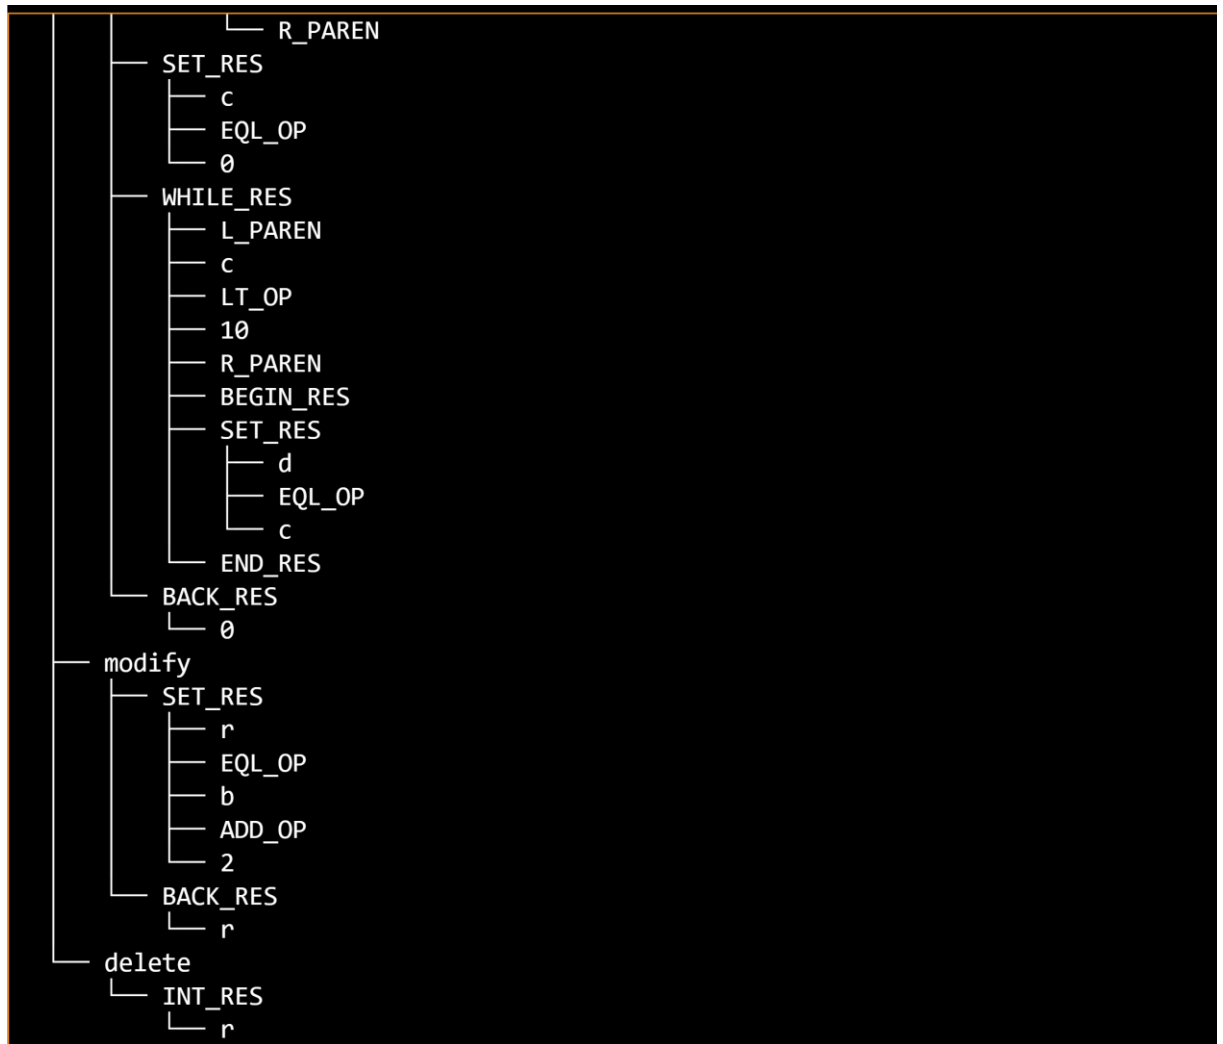 R_PAREN
SET_RES
c
EQL_OP
0
WHILE_RES
L_PAREN
c
LT_OP
10
R_PAREN
BEGIN_RES
SET_RES
d
EQL_OP
c
END_RES
BACK_RES
0
modify
SET_RES
r
EQL_OP
b
ADD_OP
2
BACK_RES
r
delete
INT_RES
r